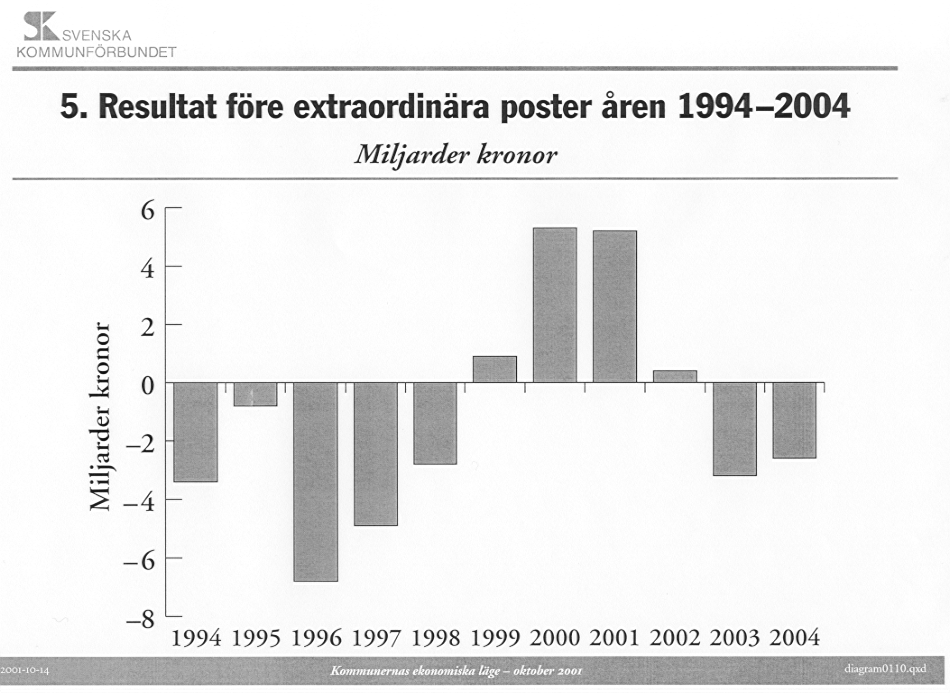 SK SVENSKA
KOMMUNFÖRBUNDET
5. Resultat före extraordinära poster åren 1994–2004
Miljarder kronor
Miljarder kronor
6
4
2
0
–2
–4
–6
–8
1994 1995 1996 1997 1998 1999 2000 2001 2002 2003 2004
2001-10-14 Kommunernas ekonomiska läge – oktober 2001 diagram0110.qxd